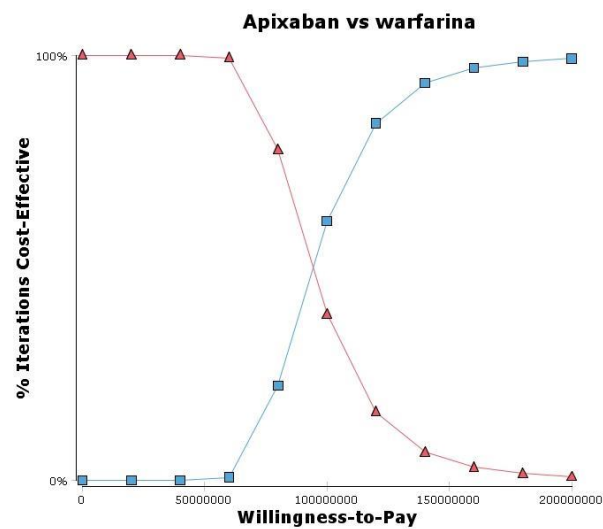 Apixaban vs warfarina
100%
% Iterations Cost-Effective
0%
0 50000000 100000000 150000000 200000000
Willingness-to-Pay